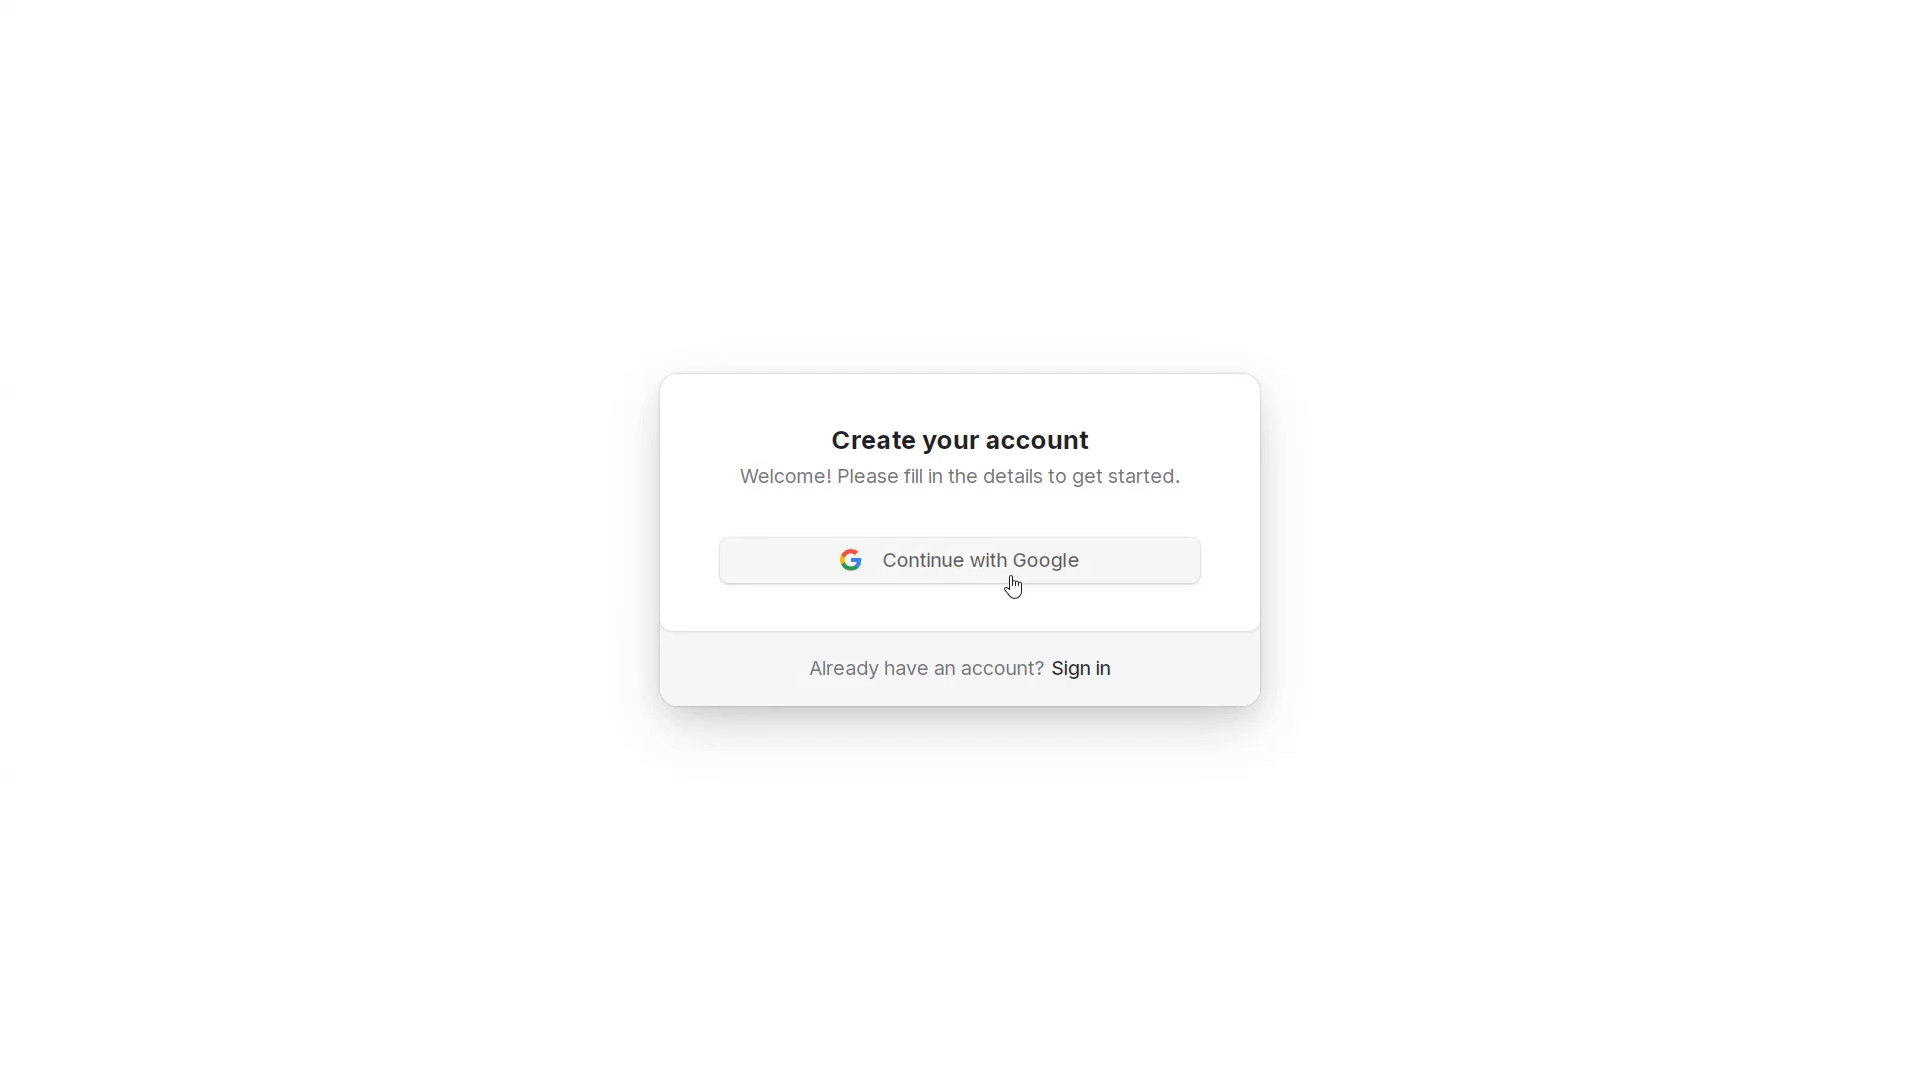 Create your account
Welcome! Please fill in the details to get started.
Continue with Google
Already have an account? Sign in